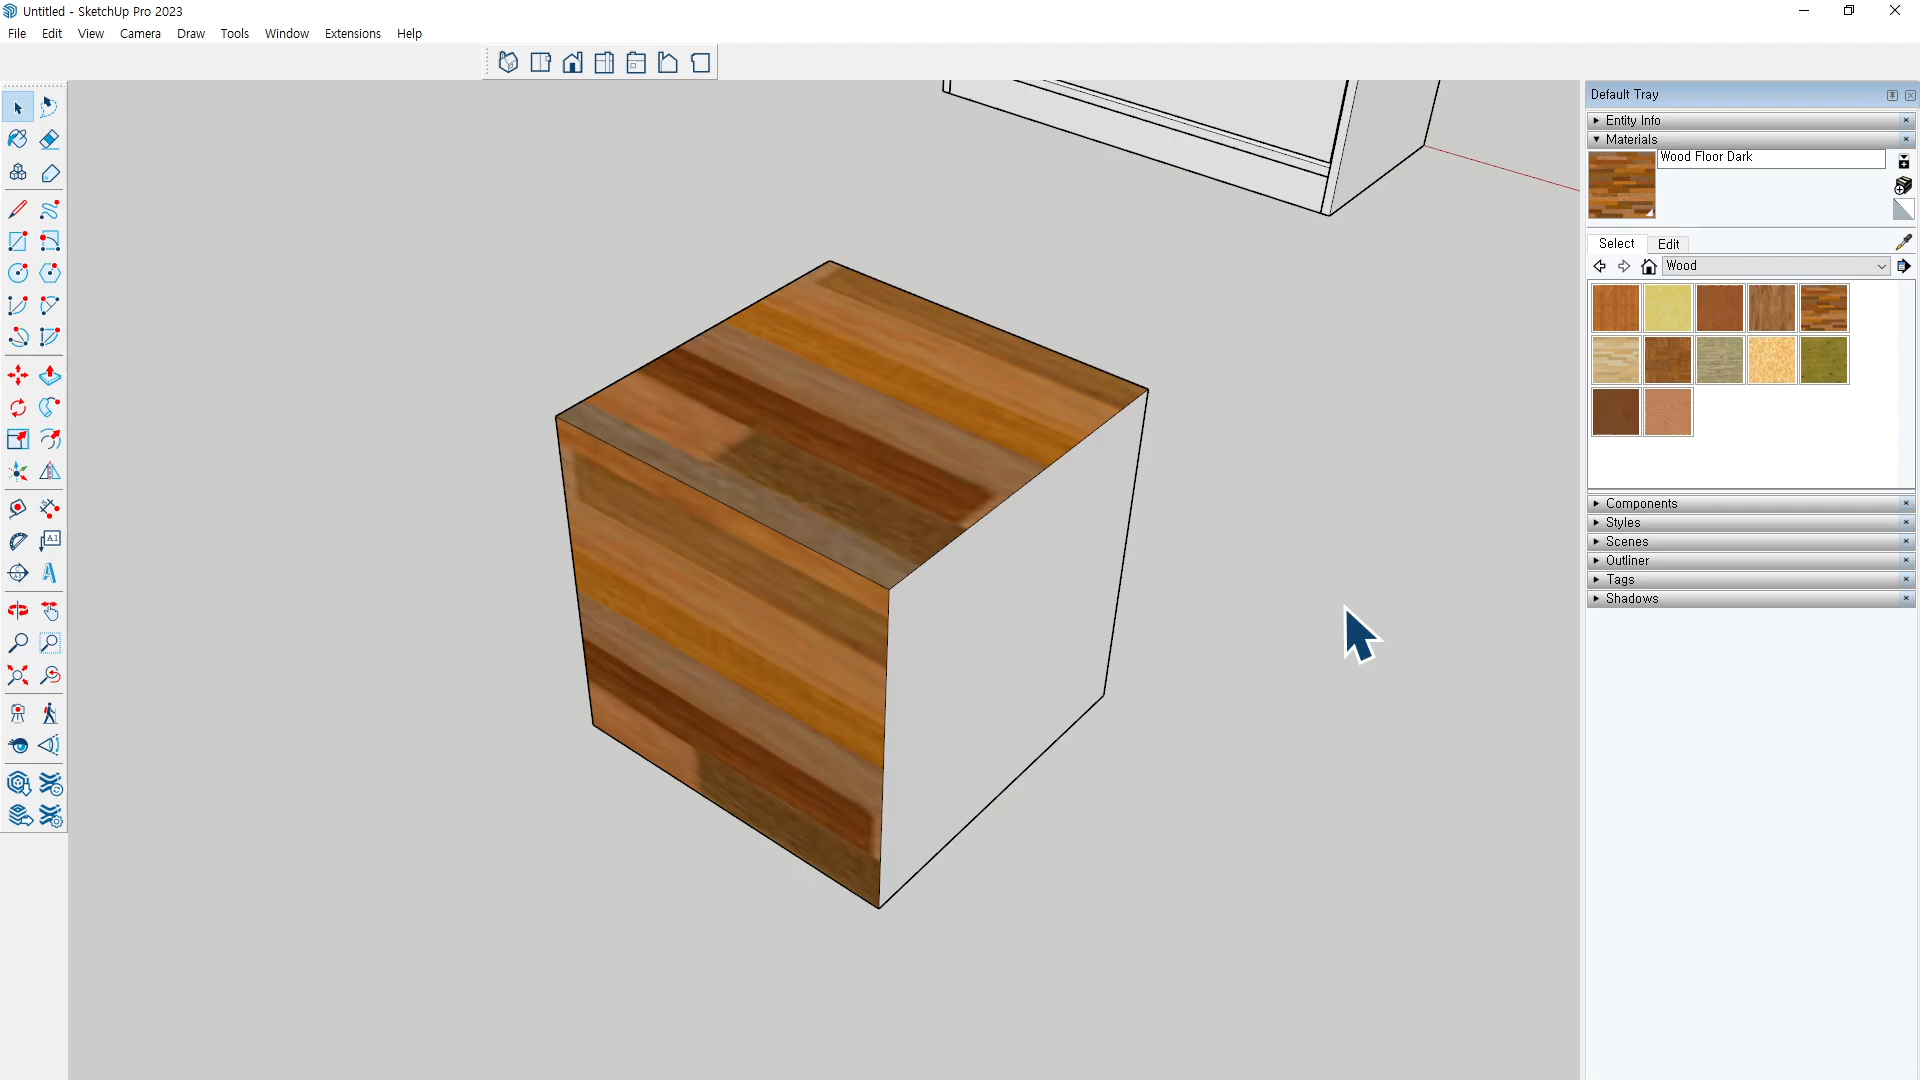 Untitled - SketchUp Pro 2023
File Edit View Camera Draw Tools Window Extensions Help
Default Tray
Entity Info
Materials
Wood Floor Dark
Select Edit
Wood
A1
Components
Styles
Scenes
Outliner
Tags
Shadows